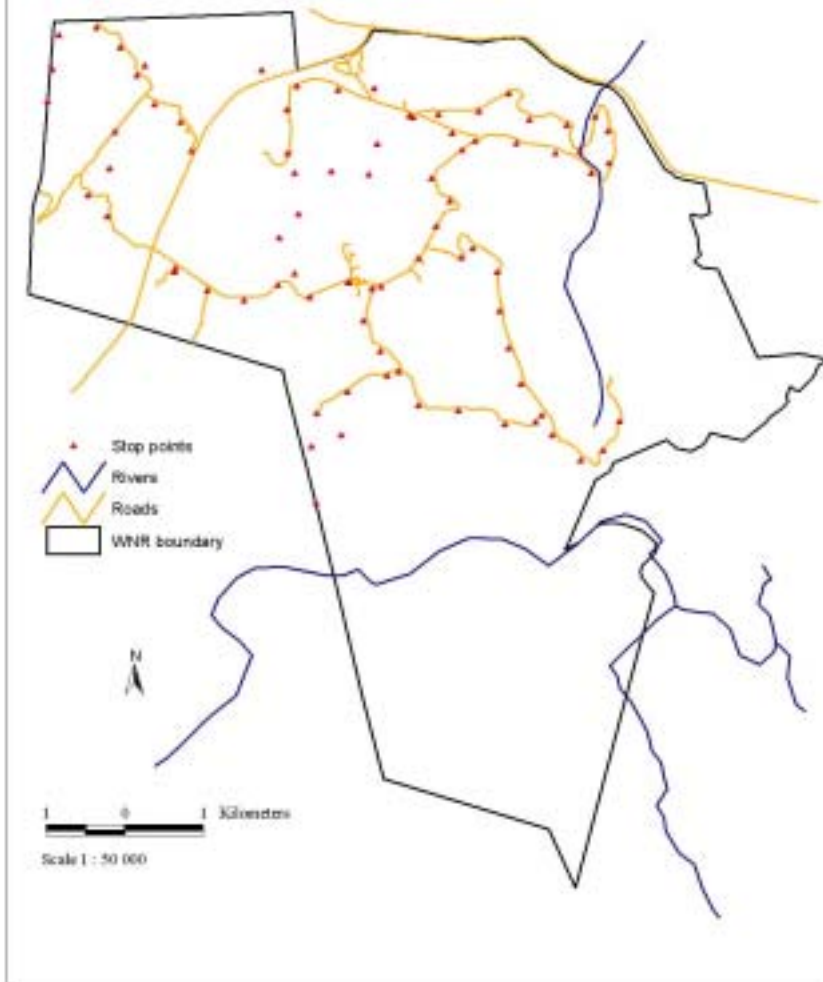 Stop points
Rivers
Roads
WNR boundary
N
1 0 1 Kilometers
Scale 1 : 50 000